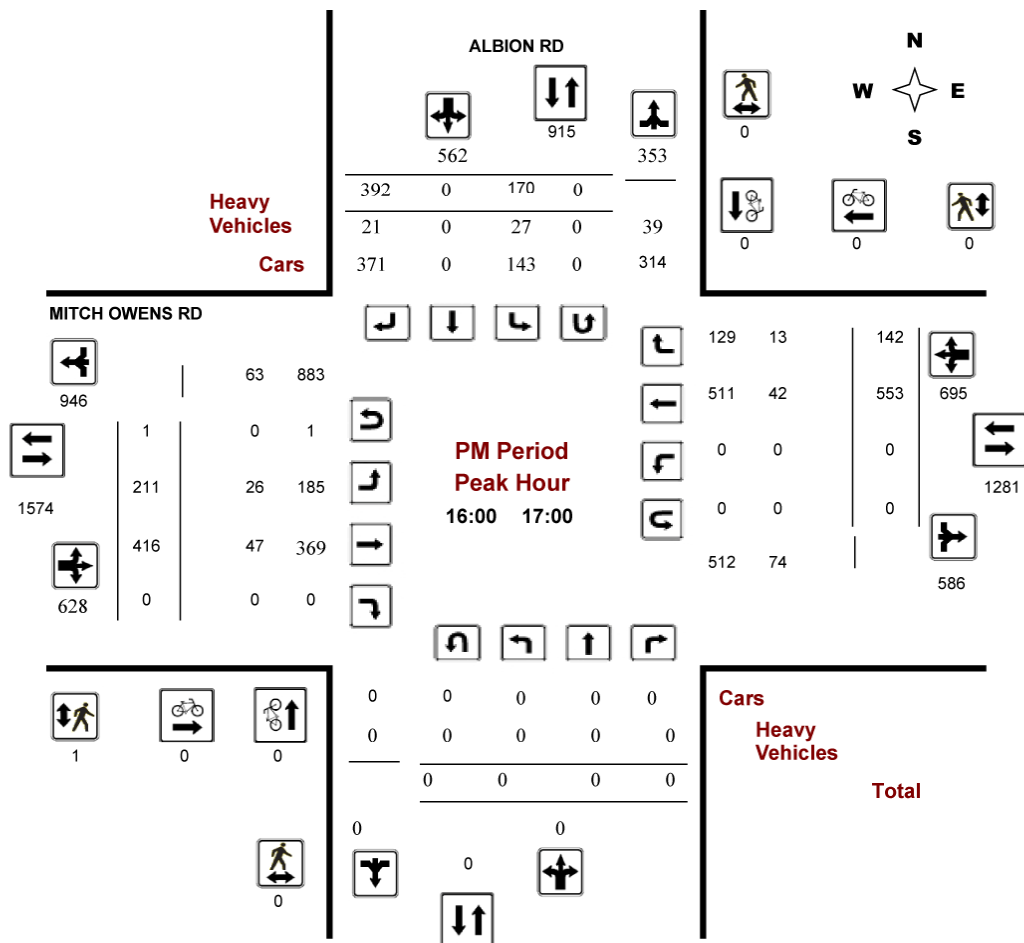 ALBION RD
N
W E
S
915
0
562
353
392 0 170 0
Heavy
Vehicles
21 0 27 0 39
Cars
371 0 143 0 314
0 0 0
MITCH OWENS RD
129 13 142
946
63 883
511 42 553 695
1 0 1
PM Period
Peak Hour
16:00 17:00
0 0 0
1574
211 26 185
1281
0 0 0
416 47 369
512 74
586
628
0 0 0
0 0 0 0 0
Cars
0 0 0 0 0
Heavy
Vehicles
1 0 0
0 0 0 0
Total
0 0
0
0